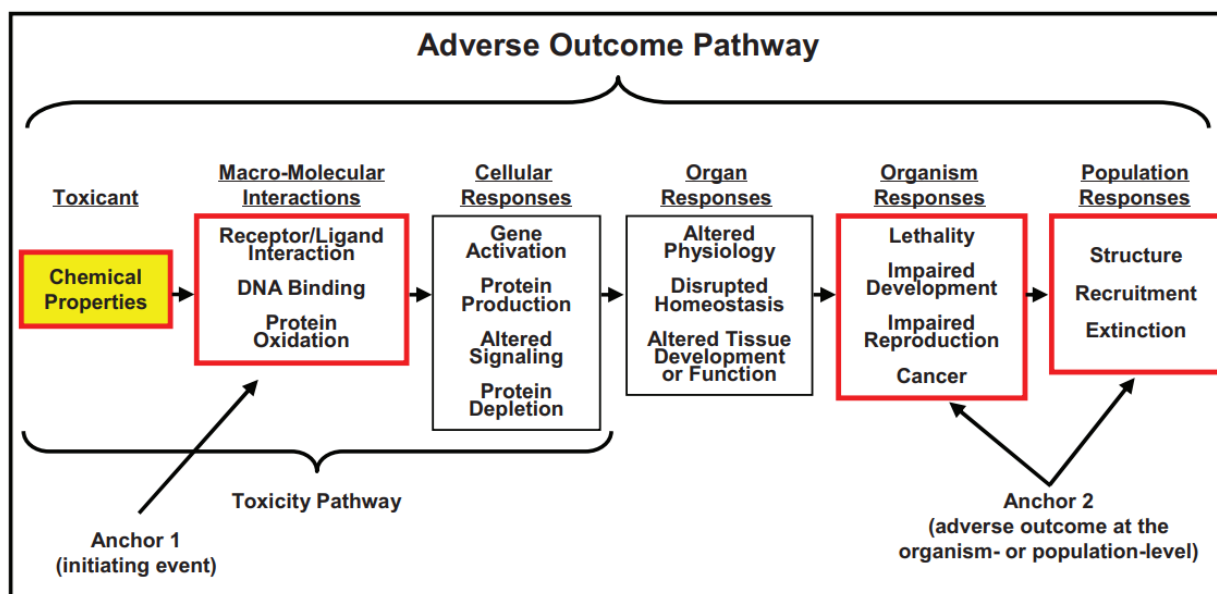 Adverse Outcome Pathway
Toxicant
Macro-Molecular
Interactions
Cellular
Responses
Organ
Responses
Organism
Responses
Population
Responses
Chemical
Properties
Receptor/Ligand
Interaction
DNA Binding
Protein
Oxidation
Gene
Activation
Protein
Production
Altered
Signaling
Protein
Depletion
Altered
Physiology
Disrupted
Homeostasis
Altered Tissue
Development
or Function
Lethality
Impaired
Development
Impaired
Reproduction
Cancer
Structure
Recruitment
Extinction
Toxicity Pathway
Anchor 1
(initiating event)
Anchor 2
(adverse outcome at the
organism- or population-level)